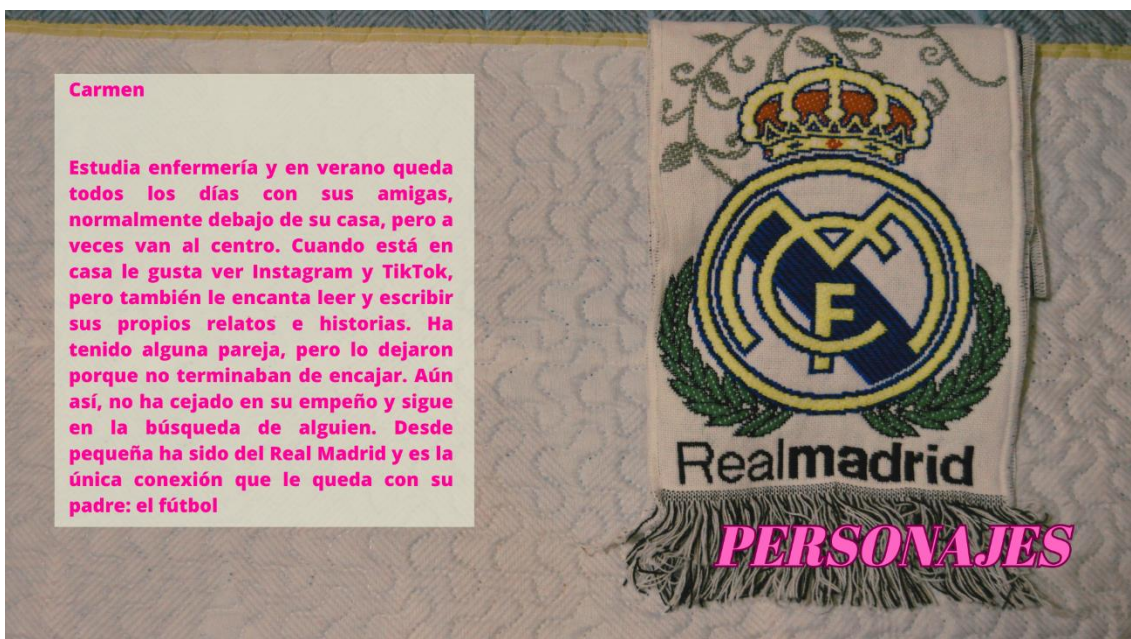 Carmen
Estudia enfermería y en verano queda
todos los días con sus amigas,
normalmente debajo de su casa, pero a
veces van al centro. Cuando está en
casa le gusta ver Instagram y TikTok,
pero también le encanta leer y escribir
sus propios relatos e historias. Ha
tenido alguna pareja, pero lo dejaron
porque no terminaban de encajar. Aún
así, no ha cejado en su empeño y sigue
en la búsqueda de alguien. Desde
pequeña ha sido del Real Madrid y es la
única conexión que le queda con su
padre: el fútbol
MCF
Realmadrid
PERSONAJES